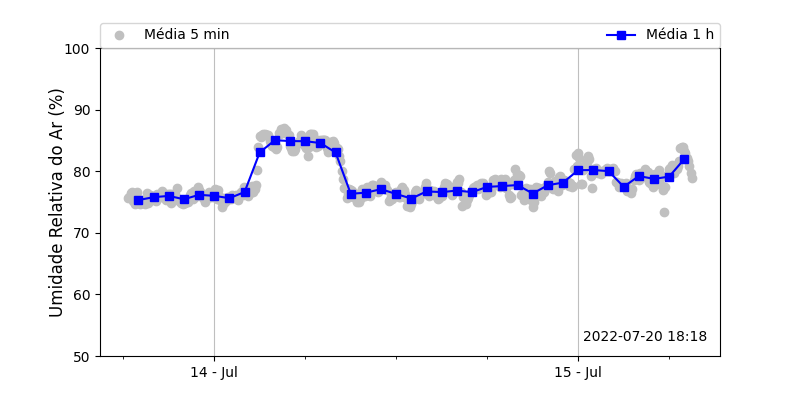 Média 5 min
Média 1 h
Umidade Relativa do Ar (%)
100
90
80
70
60
50
2022-07-20 18:18
14 - Jul
15 - Jul